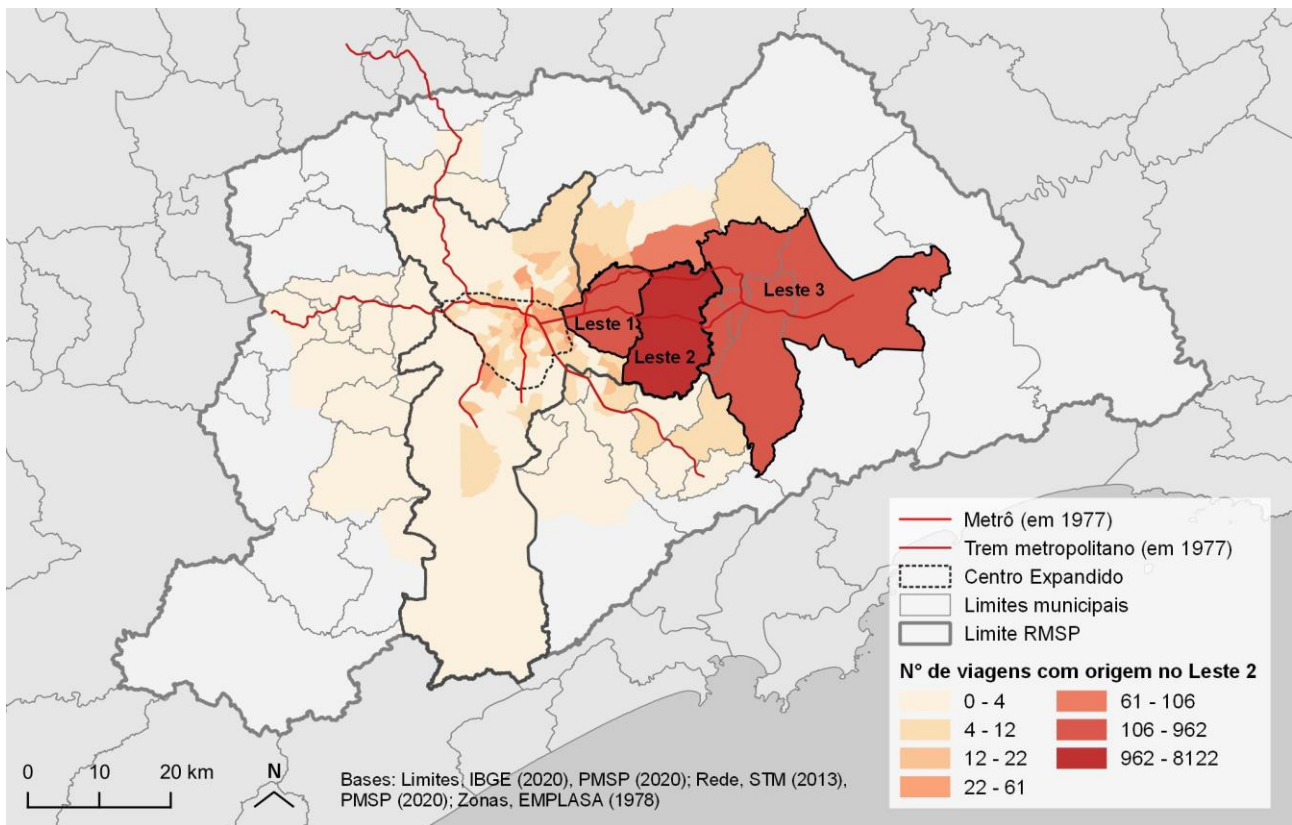 Leste 1
Leste 2
Leste 3
Metrô (em 1977)
Trem metropolitano (em 1977)
Centro Expandido
Limites municipais
Limite RMSP
N° de viagens com origem no Leste 2
0 - 4
4 - 12
12 - 22
22 - 61
61 - 106
106 - 962
962 - 8122
0 10 20 km
N
Bases: Limites, IBGE (2020), PMSP (2020); Rede, STM (2013),
PMSP (2020); Zonas, EMPLASA (1978)